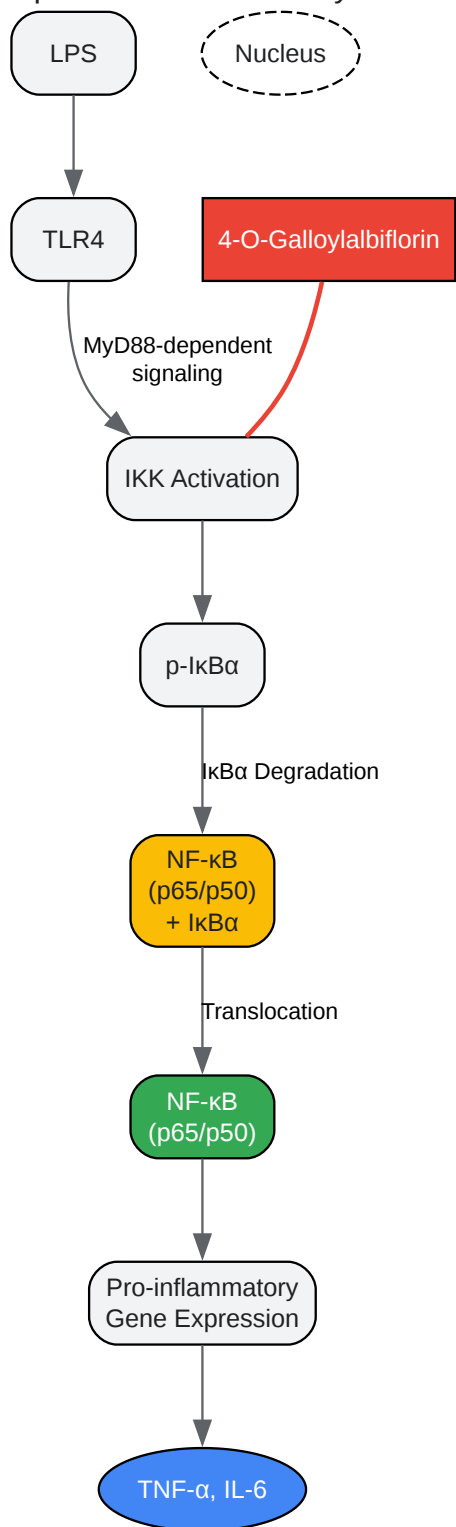 LPS
Nucleus
TLR4
4-O-Galloylalbiflorin
MyD88-dependent
signaling
IKK Activation
p-IκBα
IκBα Degradation
NF-κB
(p65/p50)
+ IκBα
Translocation
NF-κB
(p65/p50)
Pro-inflammatory
Gene Expression
TNF-α, IL-6